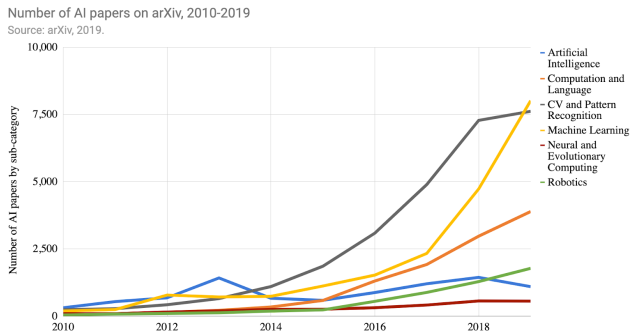 Number of AI papers on arXiv, 2010-2019
Source: arXiv, 2019.
10,000
7,500
5,000
2,500
0
Number of AI papers by sub-category
2010
2012
2014
2016
2018
Artificial
Intelligence
Computation and
Language
CV and Pattern
Recognition
Machine Learning
Neural and
Evolutionary
Computing
Robotics